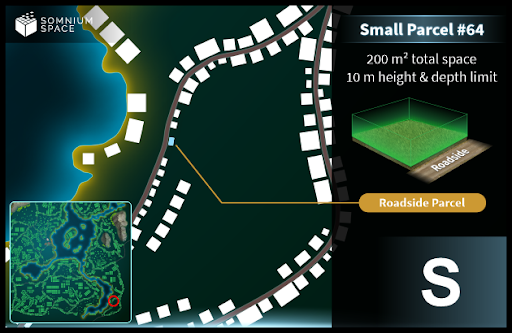 SOMNIUM
SPACE
Small Parcel #64
200 m² total space
10 m height & depth limit
Roadside
Roadside Parcel
S